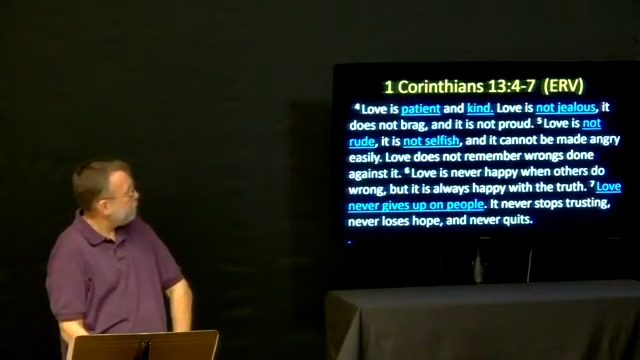 1 Corinthians 13:4-7 (ERV)
4 Love is patient and kind. Love is not jealous, it
does not brag, and it is not proud. 5 Love is not
rude, it is not selfish, and it cannot be made angry
easily. Love does not remember wrongs done
against it. 6 Love is never happy when others do
wrong, but it is always happy with the truth. 7 Love
never gives up on people. It never stops trusting,
never loses hope, and never quits.